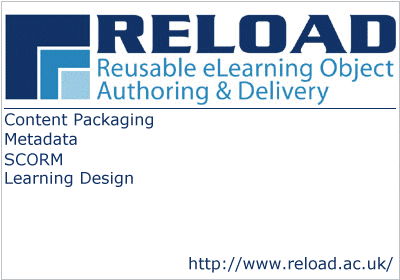 RELOAD
Reusable eLearning Object
Authoring & Delivery
Content Packaging
Metadata
SCORM
Learning Design
http://www.reload.ac.uk/